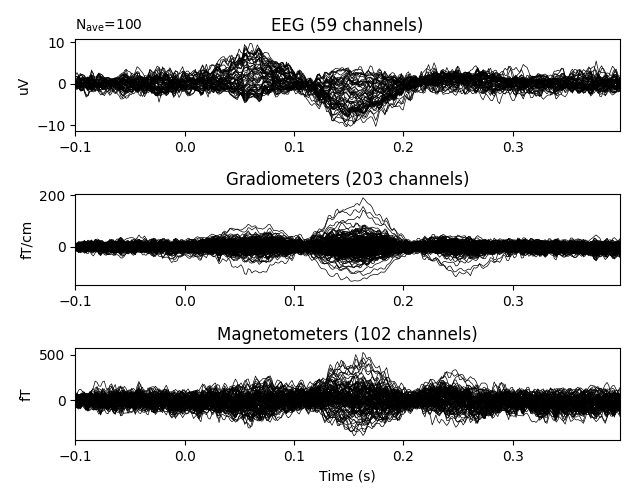 N_ave=100
EEG (59 channels)
10
0
−10
uV
−0.1 0.0 0.1 0.2 0.3
Gradiometers (203 channels)
200
0
fT/cm
−0.1 0.0 0.1 0.2 0.3
Magnetometers (102 channels)
500
0
fT
−0.1 0.0 0.1 0.2 0.3
Time (s)